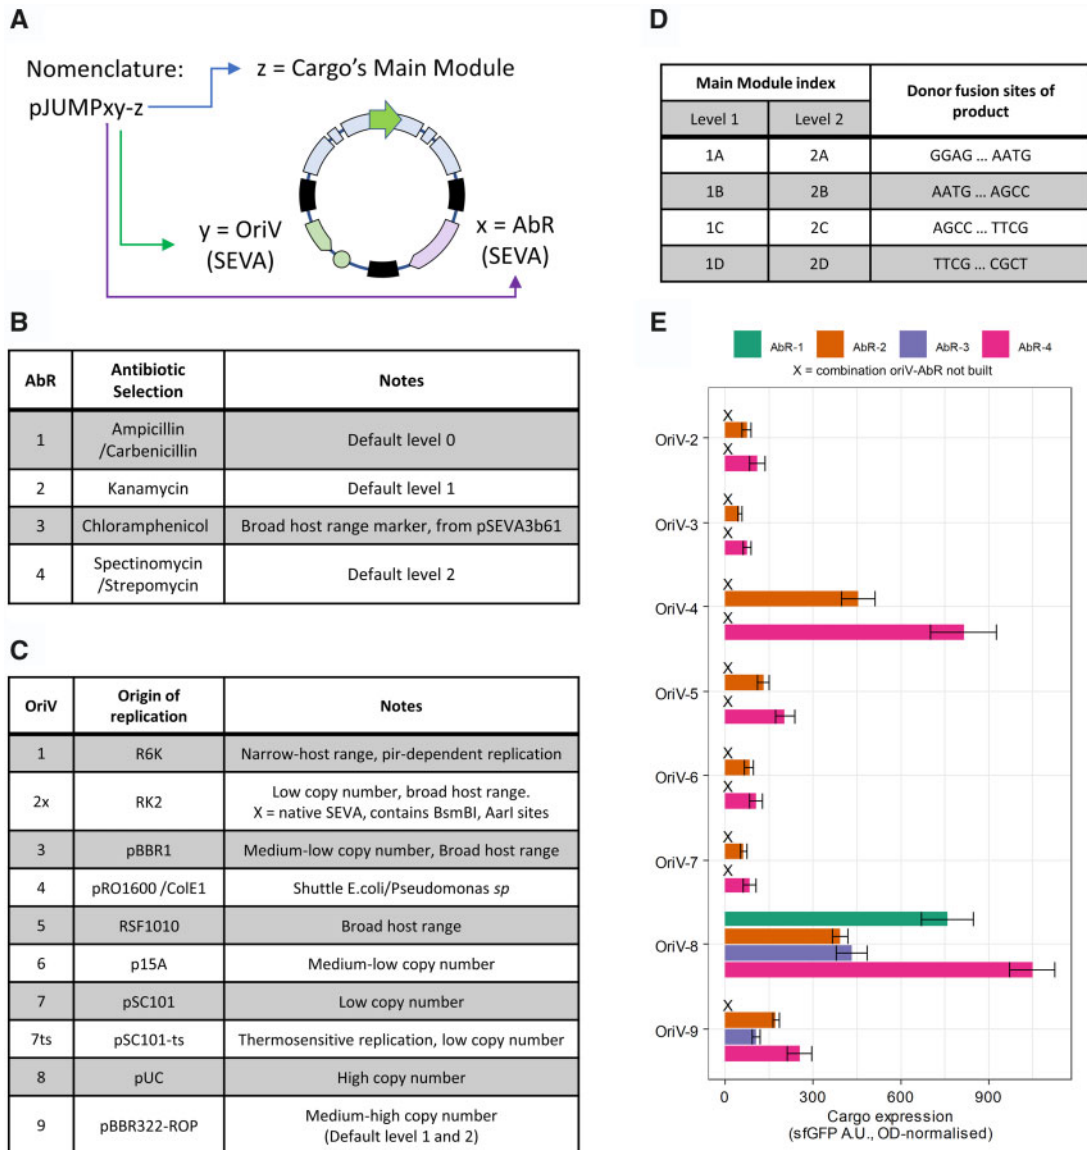 A
Nomenclature:
z = Cargo's Main Module
pJUMPxy-z
y = OriV
(SEVA)
x = AbR
(SEVA)
B
AbR Antibiotic Selection Notes
1 Ampicillin /Carbenicillin Default level 0
2 Kanamycin Default level 1
3 Chloramphenicol Broad host range marker, from pSEVA3b61
4 Spectinomycin /Strepomycin Default level 2
C
OriV Origin of replication Notes
1 R6K Narrow-host range, pir-dependent replication
2x RK2 Low copy number, broad host range.
X = native SEVA, contains BsmBI, AarI sites
3 pBBR1 Medium-low copy number, Broad host range
4 pRO1600 /ColE1 Shuttle E.coli/Pseudomonas sp
5 RSF1010 Broad host range
6 p15A Medium-low copy number
7 pSC101 Low copy number
7ts pSC101-ts Thermosensitive replication, low copy number
8 pUC High copy number
9 pBBR322-ROP Medium-high copy number
(Default level 1 and 2)
D
Main Module index Donor fusion sites of product
Level 1 Level 2
1A 2A GGAG ... AATG
1B 2B AATG ... AGCC
1C 2C AGCC ... TTCG
1D 2D TTCG ... CGCT
E
AbR-1 AbR-2 AbR-3 AbR-4
X = combination oriV-AbR not built
X
OriV-2
X
X
OriV-3
X
X
OriV-4
X
X
OriV-5
X
X
OriV-6
X
X
OriV-7
X
OriV-8
X
OriV-9
0 300 600 900
Cargo expression
(sfGFP A.U., OD-normalised)